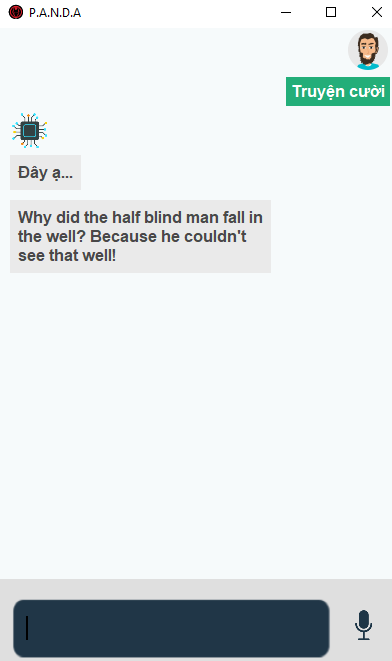 P.A.N.D.A
Truyện cười
Đây ạ...
Why did the half blind man fall in
the well? Because he couldn't
see that well!